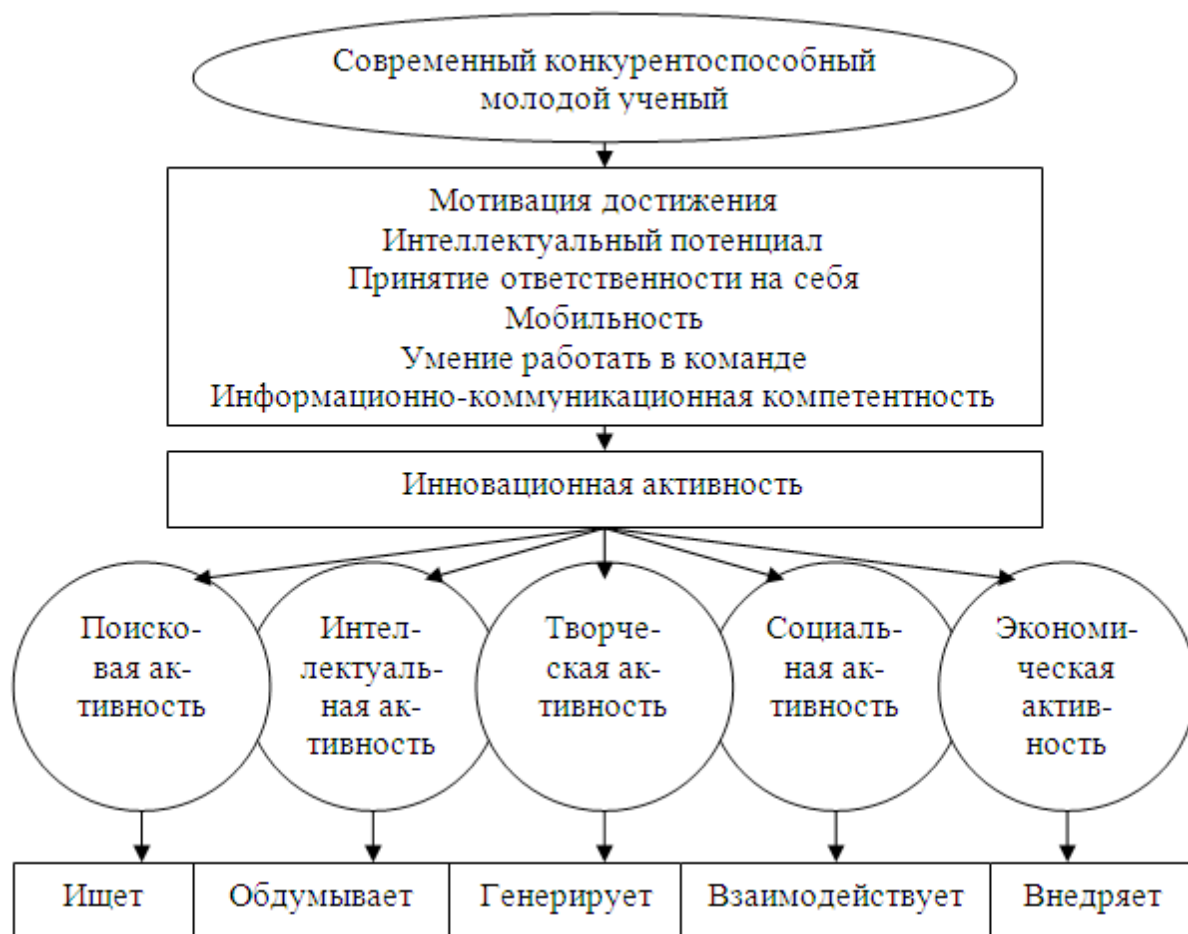 Современный конкурентоспособный
молодой ученый
Мотивация достижения
Интеллектуальный потенциал
Принятие ответственности на себя
Мобильность
Умение работать в команде
Информационно-коммуникационная компетентность
Инновационная активность
Поиско-
вая ак-
тивность
Интел-
лектуаль-
ная ак-
тивность
Творче-
ская ак-
тивность
Социаль-
ная ак-
тивность
Экономи-
ческая
актив-
ность
Ищет
Обдумывает
Генерирует
Взаимодействует
Внедряет